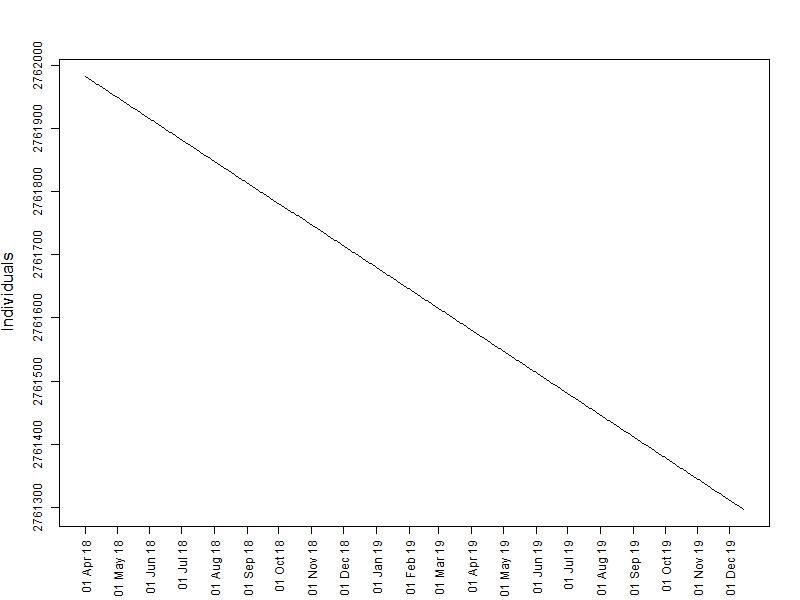 Individuals
2762000
2761900
2761800
2761700
2761600
2761500
2761400
2761300
01 Apr 18
01 May 18
01 Jun 18
01 Jul 18
01 Aug 18
01 Sep 18
01 Oct 18
01 Nov 18
01 Dec 18
01 Jan 19
01 Feb 19
01 Mar 19
01 Apr 19
01 May 19
01 Jun 19
01 Jul 19
01 Aug 19
01 Sep 19
01 Oct 19
01 Nov 19
01 Dec 19